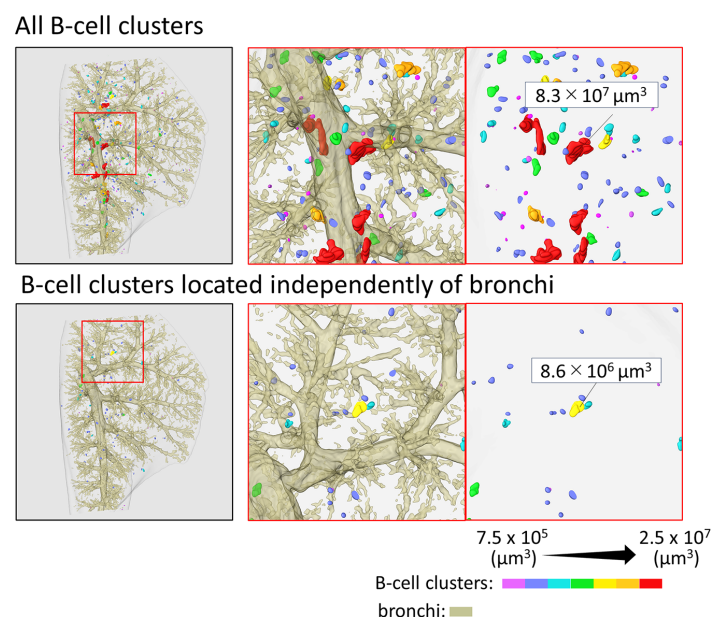 All B-cell clusters
8.3 × 10⁷ μm³
B-cell clusters located independently of bronchi
8.6 × 10⁶ μm³
7.5 x 10⁵ 2.5 x 10⁷
(μm³) (μm³)
B-cell clusters:
bronchi: